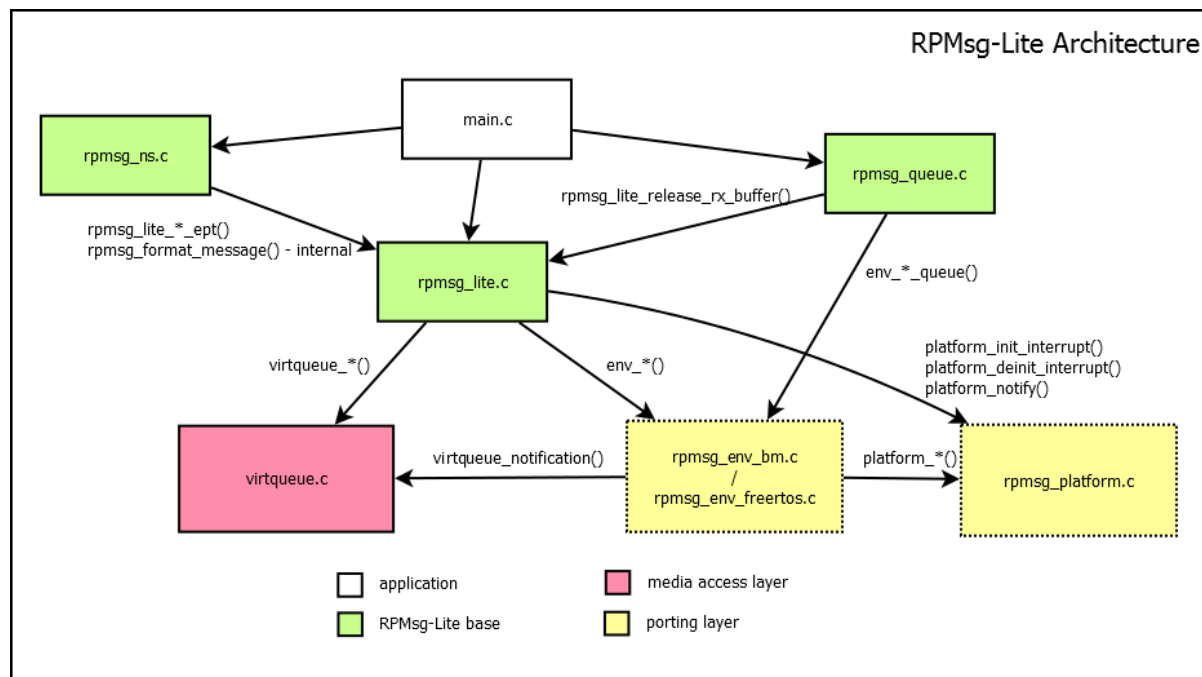 RPMsg-Lite Architecture
main.c
rpmsg_ns.c
rpmsg_queue.c
rpmsg_lite_release_rx_buffer()
rpmsg_lite_*_ept()
rpmsg_format_message() - internal
rpmsg_lite.c
env_*_queue()
virtqueue_*()
env_*()
platform_init_interrupt()
platform_deinit_interrupt()
platform_notify()
virtqueue.c
virtqueue_notification()
rpmsg_env_bm.c
/
rpmsg_env_freertos.c
platform_*()
rpmsg_platform.c
application
media access layer
RPMsg-Lite base
porting layer